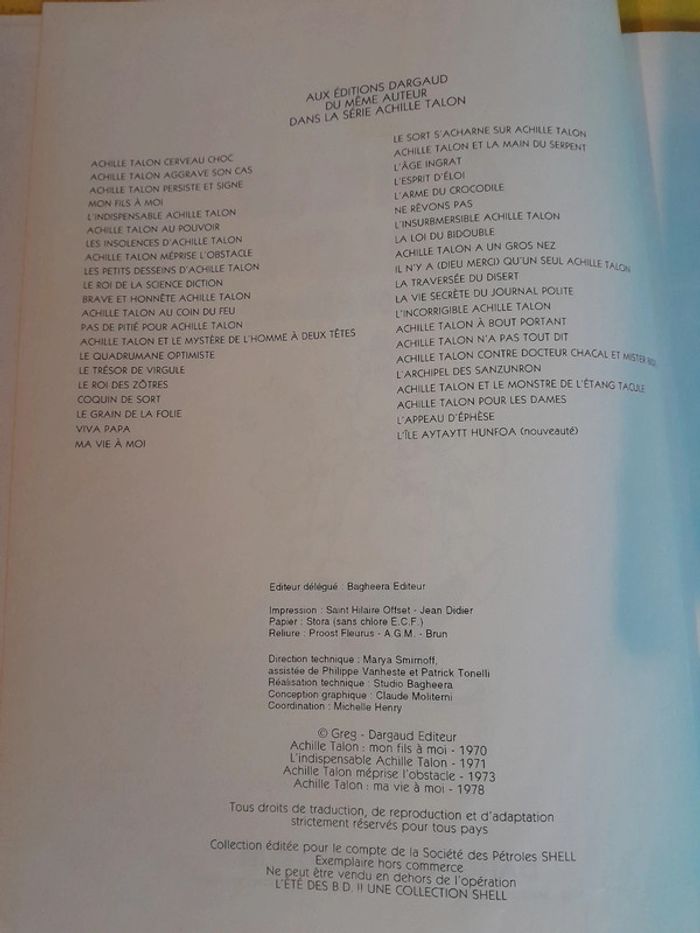 AUX ÉDITIONS DARGAUD
DU MÊME AUTEUR
DANS LA SÉRIE ACHILLE TALON
ACHILLE TALON CERVEAU CHOC
ACHILLE TALON AGGRAVE SON CAS
ACHILLE TALON PERSISTE ET SIGNE
MON FILS À MOI
L'INDISPENSABLE ACHILLE TALON
ACHILLE TALON AU POUVOIR
LES INSOLENCES D'ACHILLE TALON
ACHILLE TALON MÉPRISE L'OBSTACLE
LES PETITS DESSEINS D'ACHILLE TALON
LE ROI DE LA SCIENCE DICTION
BRAVE ET HONNÊTE ACHILLE TALON
ACHILLE TALON AU COIN DU FEU
PAS DE PITIÉ POUR ACHILLE TALON
ACHILLE TALON ET LE MYSTÈRE DE L'HOMME À DEUX TÊTES
LE QUADRUMANE OPTIMISTE
LE TRÉSOR DE VIRGULE
LE ROI DES ZÔTRES
COQUIN DE SORT
LE GRAIN DE LA FOLIE
VIVA PAPA
MA VIE À MOI
LE SORT S'ACHARNE SUR ACHILLE TALON
ACHILLE TALON ET LA MAIN DU SERPENT
L'ÂGE INGRAT
L'ESPRIT D'ÉLOI
L'ARME DU CROCODILE
NE RÊVONS PAS
L'INSURBMERSIBLE ACHILLE TALON
LA LOI DU BIDOUBLE
ACHILLE TALON A UN GROS NEZ
IL N'Y A (DIEU MERCI) QU'UN SEUL ACHILLE TALON
LA TRAVERSÉE DU DISERT
LA VIE SECRÈTE DU JOURNAL POLITE
L'INCORRIGIBLE ACHILLE TALON
ACHILLE TALON À BOUT PORTANT
ACHILLE TALON N'A PAS TOUT DIT
ACHILLE TALON CONTRE DOCTEUR CHACAL ET MISTER
L'ARCHIPEL DES SANZUNRON
ACHILLE TALON ET LE MONSTRE DE L'ÉTANG TACULE
ACHILLE TALON POUR LES DAMES
L'APPEAU D'ÉPHÈSE
L'ÎLE AYTAYTT HUNFOA (nouveauté)
Editeur délégué : Bagheera Editeur
Impression : Saint Hilaire Offset - Jean Didier
Papier : Stora (sans chlore E.C.F.)
Reliure : Proost Fleurus - A.G.M. - Brun
Direction technique : Marya Smirnoff,
assistée de Philippe Vanheste et Patrick Tonelli
Réalisation technique : Studio Bagheera
Conception graphique : Claude Moliterni
Coordination : Michelle Henry
© Greg - Dargaud Editeur
Achille Talon : mon fils à moi - 1970
L'indispensable Achille Talon - 1971
Achille Talon méprise l'obstacle - 1973
Achille Talon : ma vie à moi - 1978
Tous droits de traduction, de reproduction et d'adaptation
strictement réservés pour tous pays
Collection éditée pour le compte de la Société des Pétroles SHELL
Exemplaire hors commerce
Ne peut être vendu en dehors de l'opération
L'ÉTÉ DES B.D. !! UNE COLLECTION SHELL